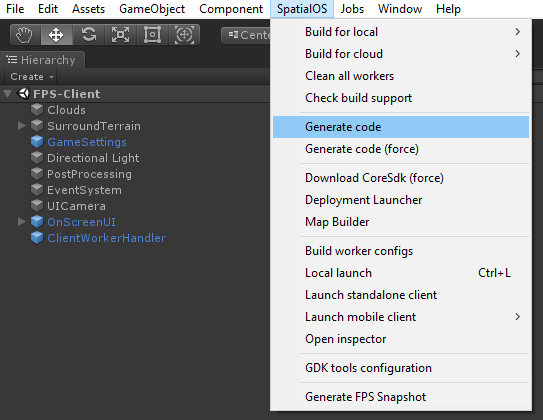 File Edit Assets GameObject Component SpatialOS Jobs Window Help
Cente
Hierarchy
Create
FPS-Client
Clouds
SurroundTerrain
GameSettings
Directional Light
PostProcessing
EventSystem
UICamera
OnScreenUI
ClientWorkerHandler
Build for local
Build for cloud
Clean all workers
Check build support
Generate code
Generate code (force)
Download CoreSdk (force)
Deployment Launcher
Map Builder
Build worker configs
Local launch Ctrl+L
Launch standalone client
Launch mobile client
Open inspector
GDK tools configuration
Generate FPS Snapshot